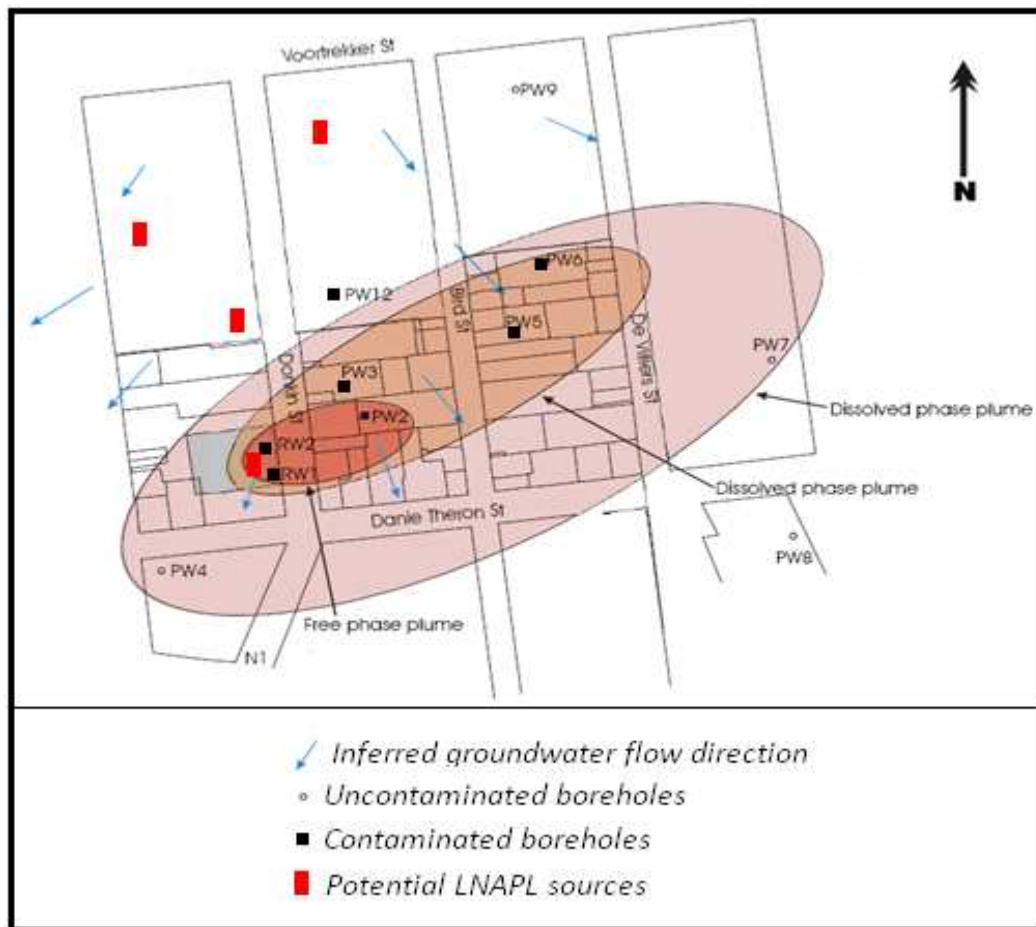 Voortrekker St
PW9
PW6
PW12
Bird St
PW5
De Villiers St
PW7
PW3
Dorwin St
PW2
Dissolved phase plume
RW2
RW1
Dissolved phase plume
Danie Theron St
PW8
PW4
Free phase plume
N1
N
Inferred groundwater flow direction
Uncontaminated boreholes
Contaminated boreholes
Potential LNAPL sources